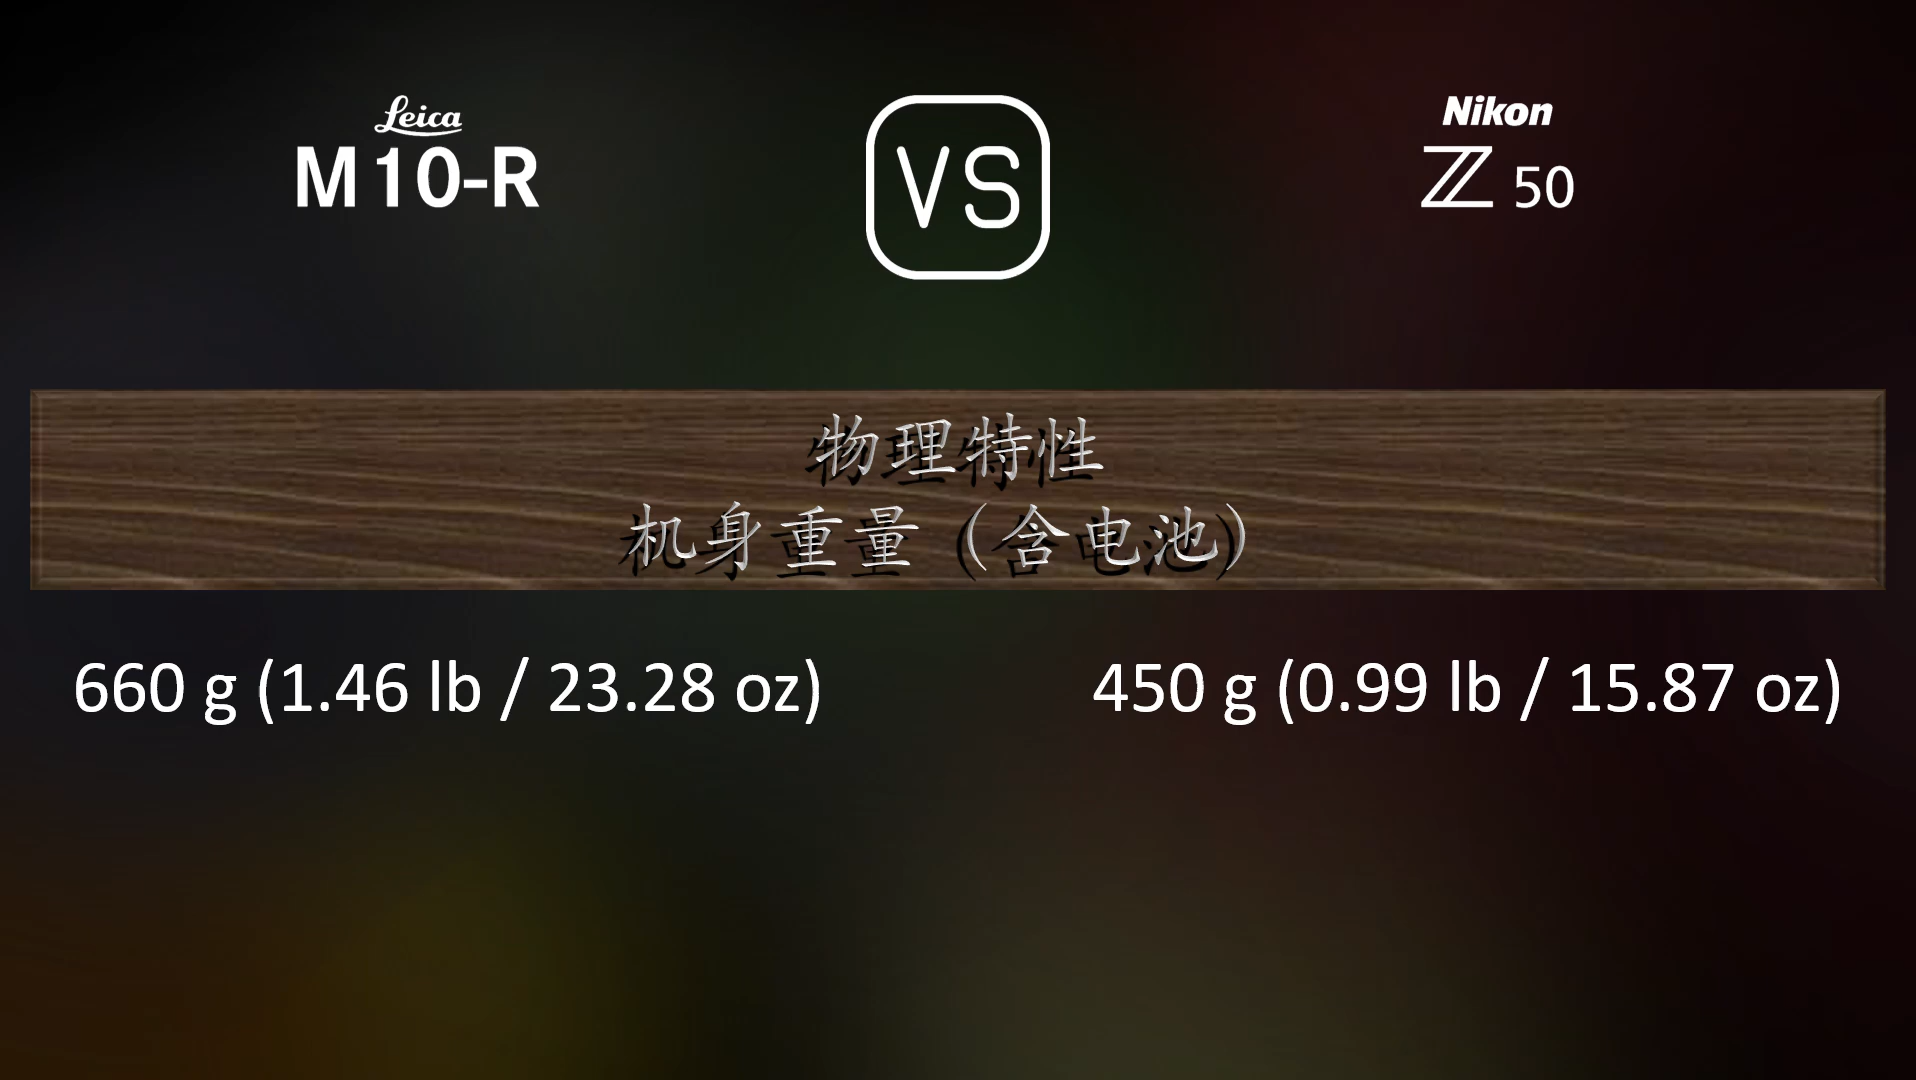 Leica
M10-R
VS
Nikon
Z 50
物理特性
机身重量（含电池）
660 g (1.46 lb / 23.28 oz)
450 g (0.99 lb / 15.87 oz)